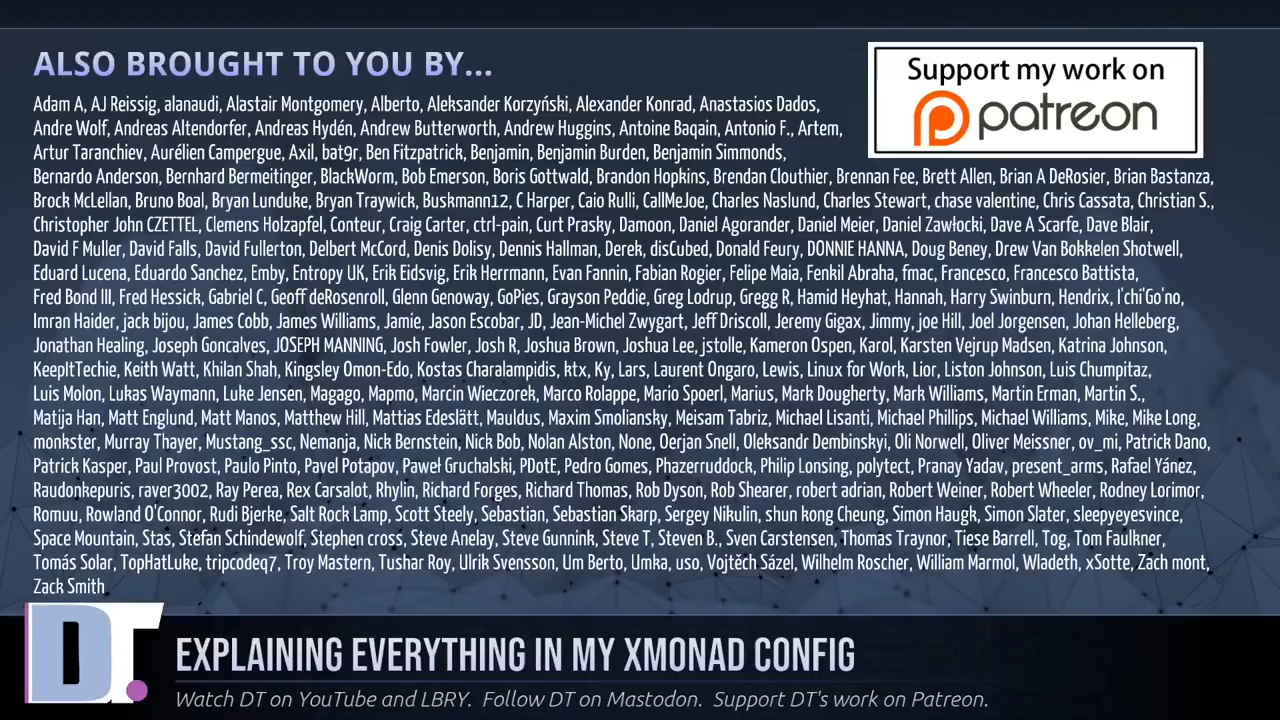 ALSO BROUGHT TO YOU BY...
Support my work on
patreon
Adam A, AJ Reissig, alanaudi, Alastair Montgomery, Alberto, Aleksander Korzyński, Alexander Konrad, Anastasios Dados,
Andre Wolf, Andreas Altendorfer, Andreas Hydén, Andrew Butterworth, Andrew Huggins, Antoine Baqain, Antonio F., Artem,
Artur Taranchiev, Aurélien Campergue, Axil, bat9r, Ben Fitzpatrick, Benjamin, Benjamin Burden, Benjamin Simmonds,
Bernardo Anderson, Bernhard Bermeitinger, BlackWorm, Bob Emerson, Boris Gottwald, Brandon Hopkins, Brendan Clouthier, Brennan Fee, Brett Allen, Brian A DeRosier, Brian Bastanza,
Brock McLellan, Bruno Boal, Bryan Lunduke, Bryan Traywick, Buskmann12, C Harper, Caio Rulli, CallMeJoe, Charles Naslund, Charles Stewart, chase valentine, Chris Cassata, Christian S.,
Christopher John CZETTEL, Clemens Holzapfel, Conteur, Craig Carter, ctrl-pain, Curt Prasky, Damoon, Daniel Agorander, Daniel Meier, Daniel Zawłocki, Dave A Scarfe, Dave Blair,
David F Muller, David Falls, David Fullerton, Delbert McCord, Denis Dolisy, Dennis Hallman, Derek, disCubed, Donald Feury, DONNIE HANNA, Doug Beney, Drew Van Bokkelen Shotwell,
Eduard Lucena, Eduardo Sanchez, Emby, Entropy UK, Erik Eidsvig, Erik Herrmann, Evan Fannin, Fabian Rogier, Felipe Maia, Fenkil Abraha, fmac, Francesco, Francesco Battista,
Fred Bond III, Fred Hessick, Gabriel C, Geoff deRosenroll, Glenn Genoway, GoPies, Grayson Peddie, Greg Lodrup, Gregg R, Hamid Heyhat, Hannah, Harry Swinburn, Hendrix, I'chi'Go'no,
Imran Haider, jack bijou, James Cobb, James Williams, Jamie, Jason Escobar, JD, Jean-Michel Zwygart, Jeff Driscoll, Jeremy Gigax, Jimmy, joe Hill, Joel Jorgensen, Johan Helleberg,
Jonathan Healing, Joseph Goncalves, JOSEPH MANNING, Josh Fowler, Josh R, Joshua Brown, Joshua Lee, jstolle, Kameron Ospen, Karol, Karsten Vejrup Madsen, Katrina Johnson,
KeepItTechie, Keith Watt, Khilan Shah, Kingsley Omon-Edo, Kostas Charalampidis, ktx, Ky, Lars, Laurent Ongaro, Lewis, Linux for Work, Lior, Liston Johnson, Luis Chumpitaz,
Luis Molon, Lukas Waymann, Luke Jensen, Magago, Mapmo, Marcin Wieczorek, Marco Rolappe, Mario Spoerl, Marius, Mark Dougherty, Mark Williams, Martin Erman, Martin S.,
Matija Han, Matt Englund, Matt Manos, Matthew Hill, Mattias Edeslätt, Mauldus, Maxim Smoliansky, Meisam Tabriz, Michael Lisanti, Michael Phillips, Michael Williams, Mike, Mike Long,
monkster, Murray Thayer, Mustang_ssc, Nemanja, Nick Bernstein, Nick Bob, Nolan Alston, None, Oerjan Snell, Oleksandr Dembinskyi, Oli Norwell, Oliver Meissner, ov_mi, Patrick Dano,
Patrick Kasper, Paul Provost, Paulo Pinto, Pavel Potapov, Paweł Gruchalski, PDotE, Pedro Gomes, Phazerruddock, Philip Lonsing, polytect, Pranay Yadav, present_arms, Rafael Yánez,
Raudonkepuris, raver3002, Ray Perea, Rex Carsalot, Rhylin, Richard Forges, Richard Thomas, Rob Dyson, Rob Shearer, robert adrian, Robert Weiner, Robert Wheeler, Rodney Lorimor,
Romuu, Rowland O'Connor, Rudi Bjerke, Salt Rock Lamp, Scott Steely, Sebastian, Sebastian Skarp, Sergey Nikulin, shun kong Cheung, Simon Haugk, Simon Slater, sleepyeyesvince,
Space Mountain, Stas, Stefan Schindewolf, Stephen cross, Steve Anelay, Steve Gunnink, Steve T, Steven B., Sven Carstensen, Thomas Traynor, Tiese Barrell, Tog, Tom Faulkner,
Tomás Solar, TopHatLuke, tripcodeq7, Troy Mastern, Tushar Roy, Ulrik Svensson, Um Berto, Umka, uso, Vojtěch Sázel, Wilhelm Roscher, William Marmol, Wladeth, xSotte, Zach mont,
Zack Smith
DT.
EXPLAINING EVERYTHING IN MY XMONAD CONFIG
Watch DT on YouTube and LBRY. Follow DT on Mastodon. Support DT's work on Patreon.